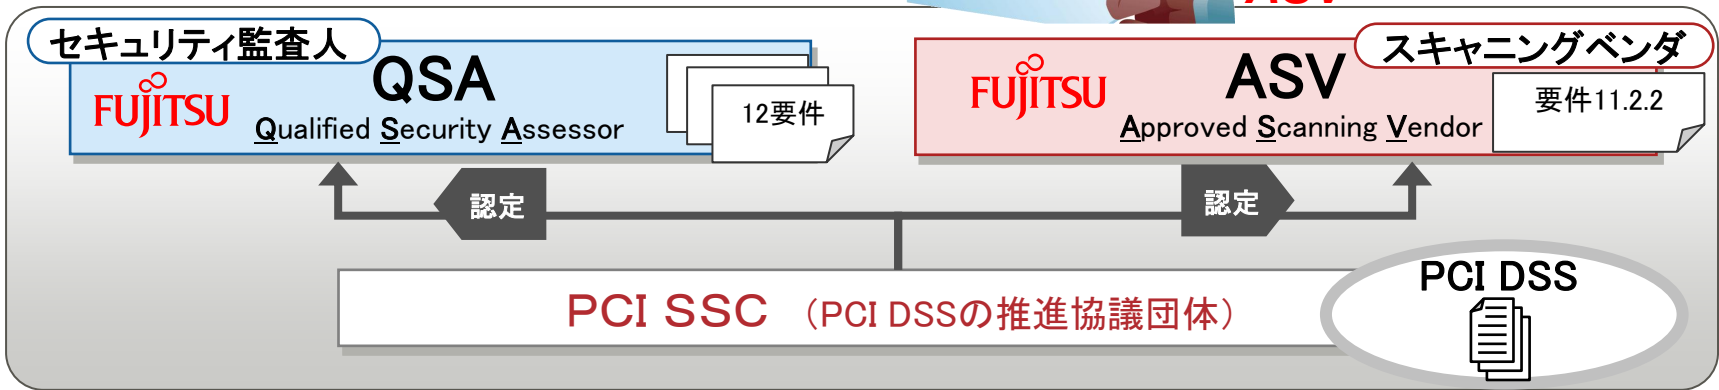 ASV
セキュリティ監査人
スキャニングベンダ
FUJITSU
QSA
Qualified Security Assessor
12要件
FUJITSU
ASV
Approved Scanning Vendor
要件11.2.2
認定
認定
PCI SSC （PCI DSSの推進協議団体）
PCI DSS